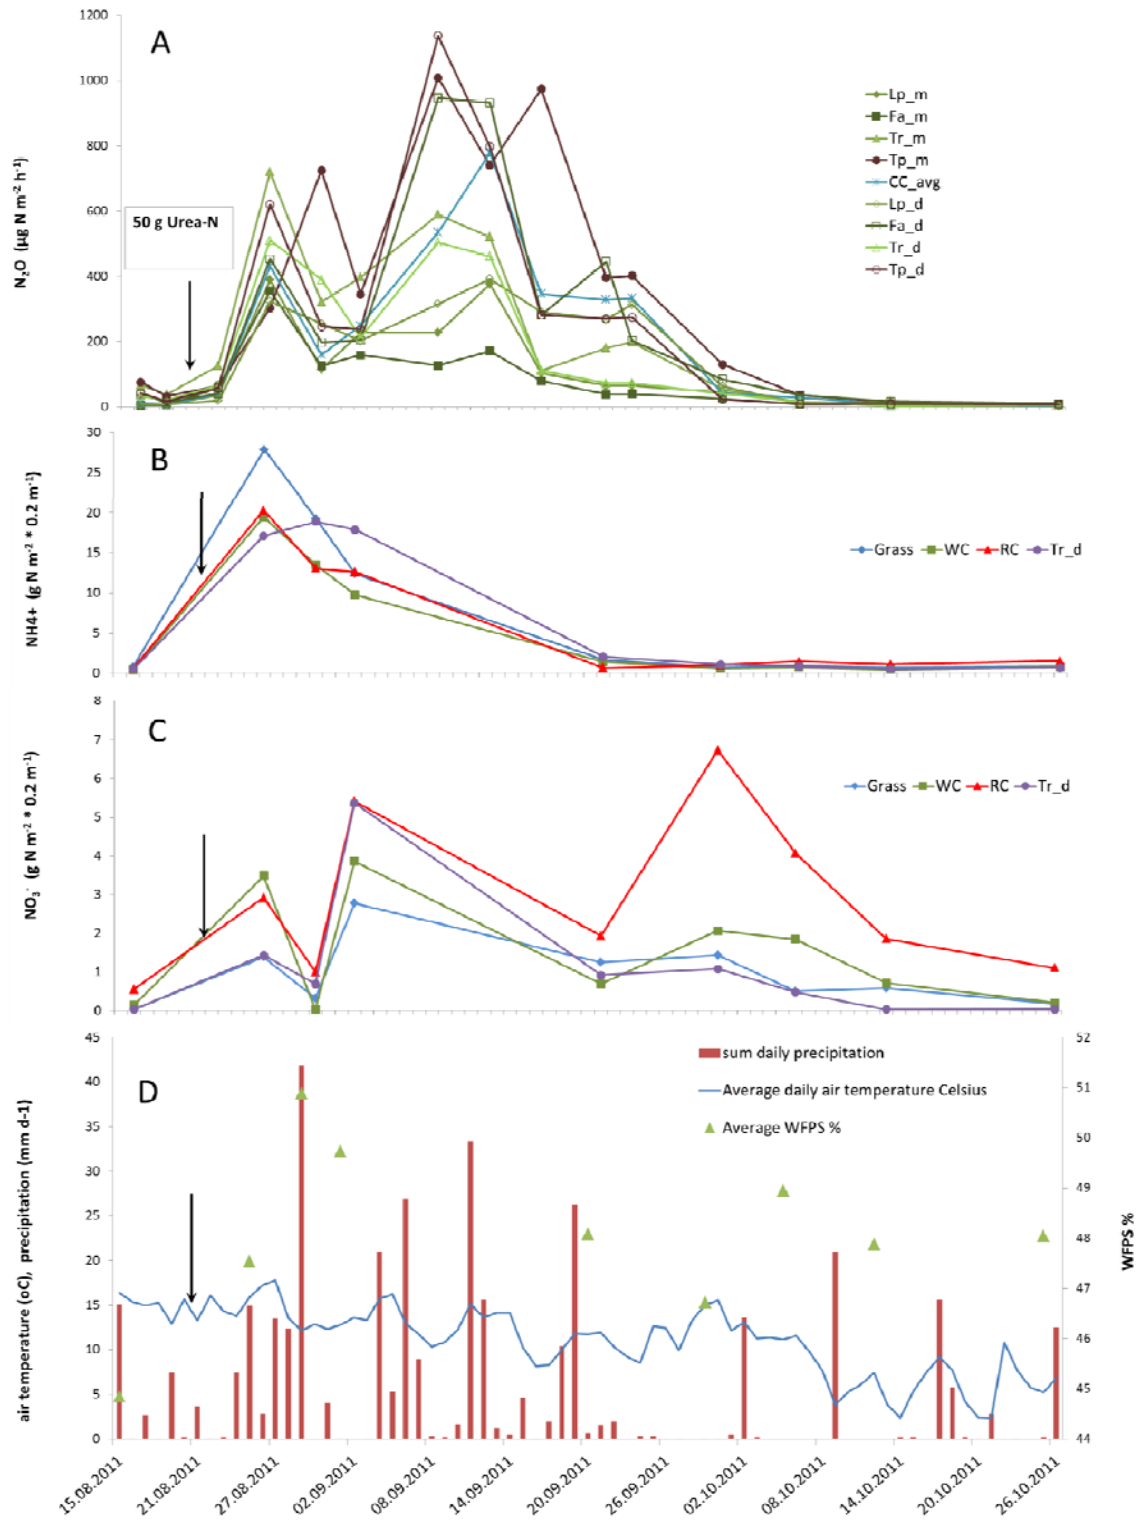 A
1200
1000
800
600
400
200
0
N₂O (µg N m⁻² h⁻¹)
50 g Urea-N
Lp_m
Fa_m
Tr_m
Tp_m
CC_avg
Lp_d
Fa_d
Tr_d
Tp_d
B
30
25
20
15
10
5
0
NH4+ (g N m⁻² * 0.2 m⁻¹)
Grass WC RC Tr_d
C
8
7
6
5
4
3
2
1
0
NO₃⁻ (g N m⁻² * 0.2 m⁻¹)
Grass WC RC Tr_d
D
45
40
35
30
25
20
15
10
5
0
air temperature (oC), precipitation (mm d-1)
sum daily precipitation
Average daily air temperature Celsius
Average WFPS %
52
51
50
49
48
47
46
45
44
WFPS %
15.08.2011
21.08.2011
27.08.2011
02.09.2011
08.09.2011
14.09.2011
20.09.2011
26.09.2011
02.10.2011
08.10.2011
14.10.2011
20.10.2011
26.10.2011